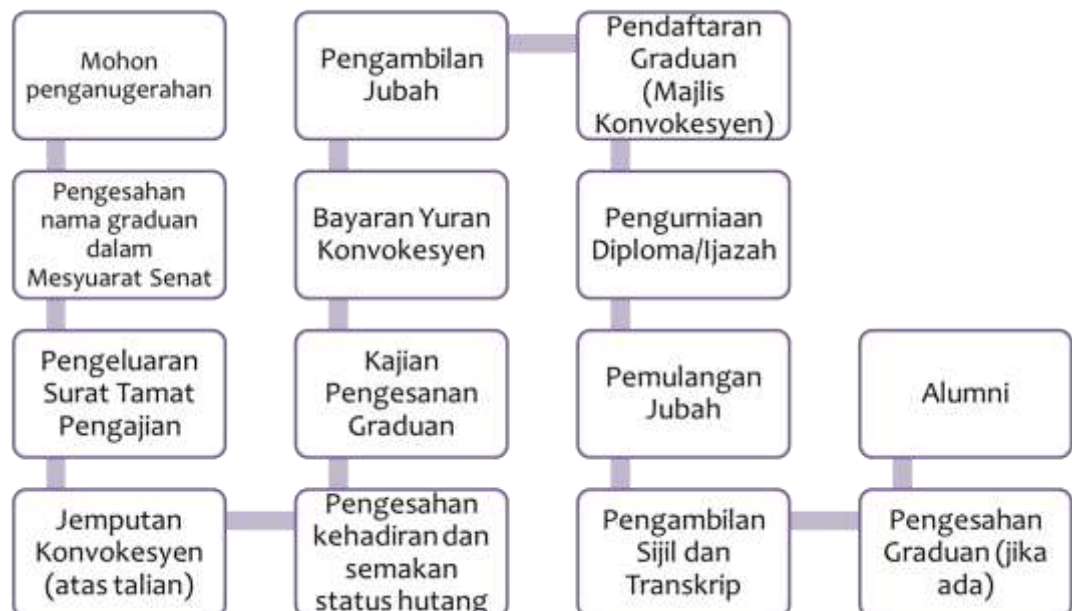 Mohon
penganugerahan
Pengesahan
nama graduan
dalam
Mesyuarat Senat
Pengeluaran
Surat Tamat
Pengajian
Jemputan
Konvokesyen
(atas talian)
Pengesahan
kehadiran dan
semakan
status hutang
Kajian
Pengesanan
Graduan
Bayaran Yuran
Konvokesyen
Pengambilan
Jubah
Pendaftaran
Graduan
(Majlis
Konvokesyen)
Pengurniaan
Diploma/Ijazah
Pemulangan
Jubah
Pengambilan
Sijil dan
Transkrip
Pengesahan
Graduan (jika
ada)
Alumni